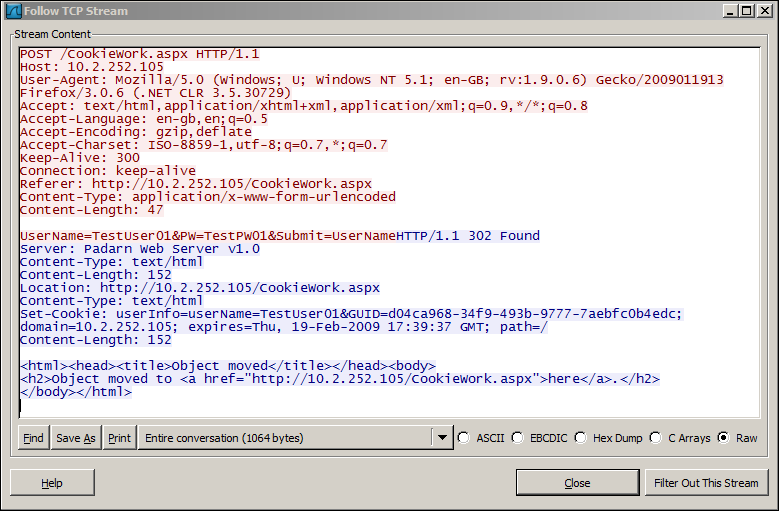 Follow TCP Stream
Stream Content
POST /CookieWork.aspx HTTP/1.1
Host: 10.2.252.105
User-Agent: Mozilla/5.0 (Windows; U; Windows NT 5.1; en-GB; rv:1.9.0.6) Gecko/2009011913
Firefox/3.0.6 (.NET CLR 3.5.30729)
Accept: text/html,application/xhtml+xml,application/xml;q=0.9,*/*;q=0.8
Accept-Language: en-gb,en;q=0.5
Accept-Encoding: gzip,deflate
Accept-Charset: ISO-8859-1,utf-8;q=0.7,*;q=0.7
Keep-Alive: 300
Connection: keep-alive
Referer: http://10.2.252.105/CookieWork.aspx
Content-Type: application/x-www-form-urlencoded
Content-Length: 47
UserName=TestUser01&PW=TestPW01&Submit=UserNameHTTP/1.1 302 Found
Server: Padarn Web Server v1.0
Content-Type: text/html
Content-Length: 152
Location: http://10.2.252.105/CookieWork.aspx
Content-Type: text/html
Set-Cookie: userInfo=userName=TestUser01&GUID=d04ca968-34f9-493b-9777-7aebfc0b4edc;
domain=10.2.252.105; expires=Thu, 19-Feb-2009 17:39:37 GMT; path=/
Content-Length: 152
<html><head><title>Object moved</title></head><body>
<h2>Object moved to <a href="http://10.2.252.105/CookieWork.aspx">here</a>.</h2>
</body></html>
Find Save As Print Entire conversation (1064 bytes) ASCII EBCDIC Hex Dump C Arrays Raw
Help Close Filter Out This Stream